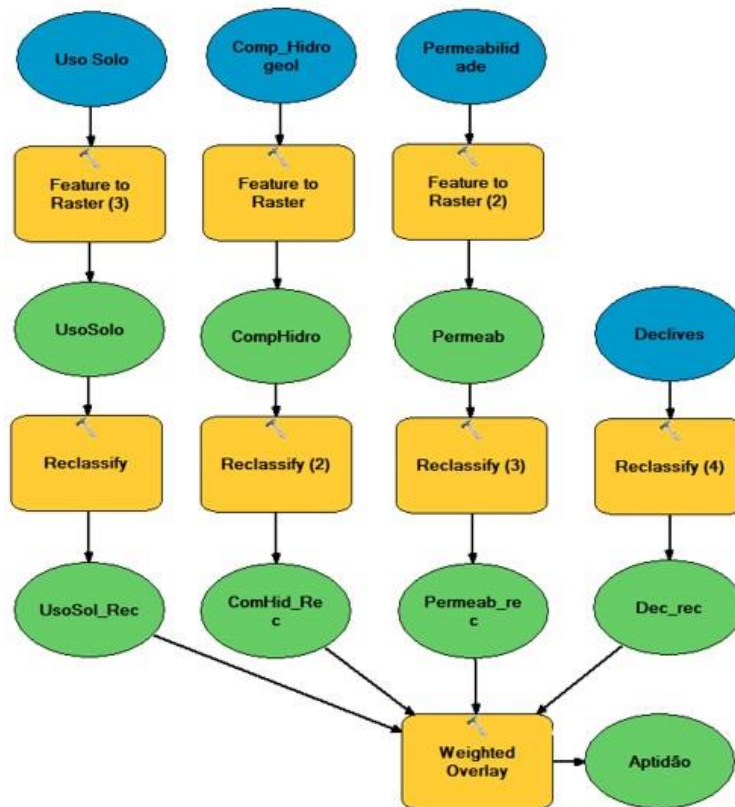 Uso Solo
Comp_Hidro
geol
Permeabilid
ade
Feature to
Raster (3)
Feature to
Raster
Feature to
Raster (2)
UsoSolo
CompHidro
Permeab
Declives
Reclassify
Reclassify (2)
Reclassify (3)
Reclassify (4)
UsoSol_Rec
ComHid_Re
c
Permeab_re
c
Dec_rec
Weighted
Overlay
Aptidão